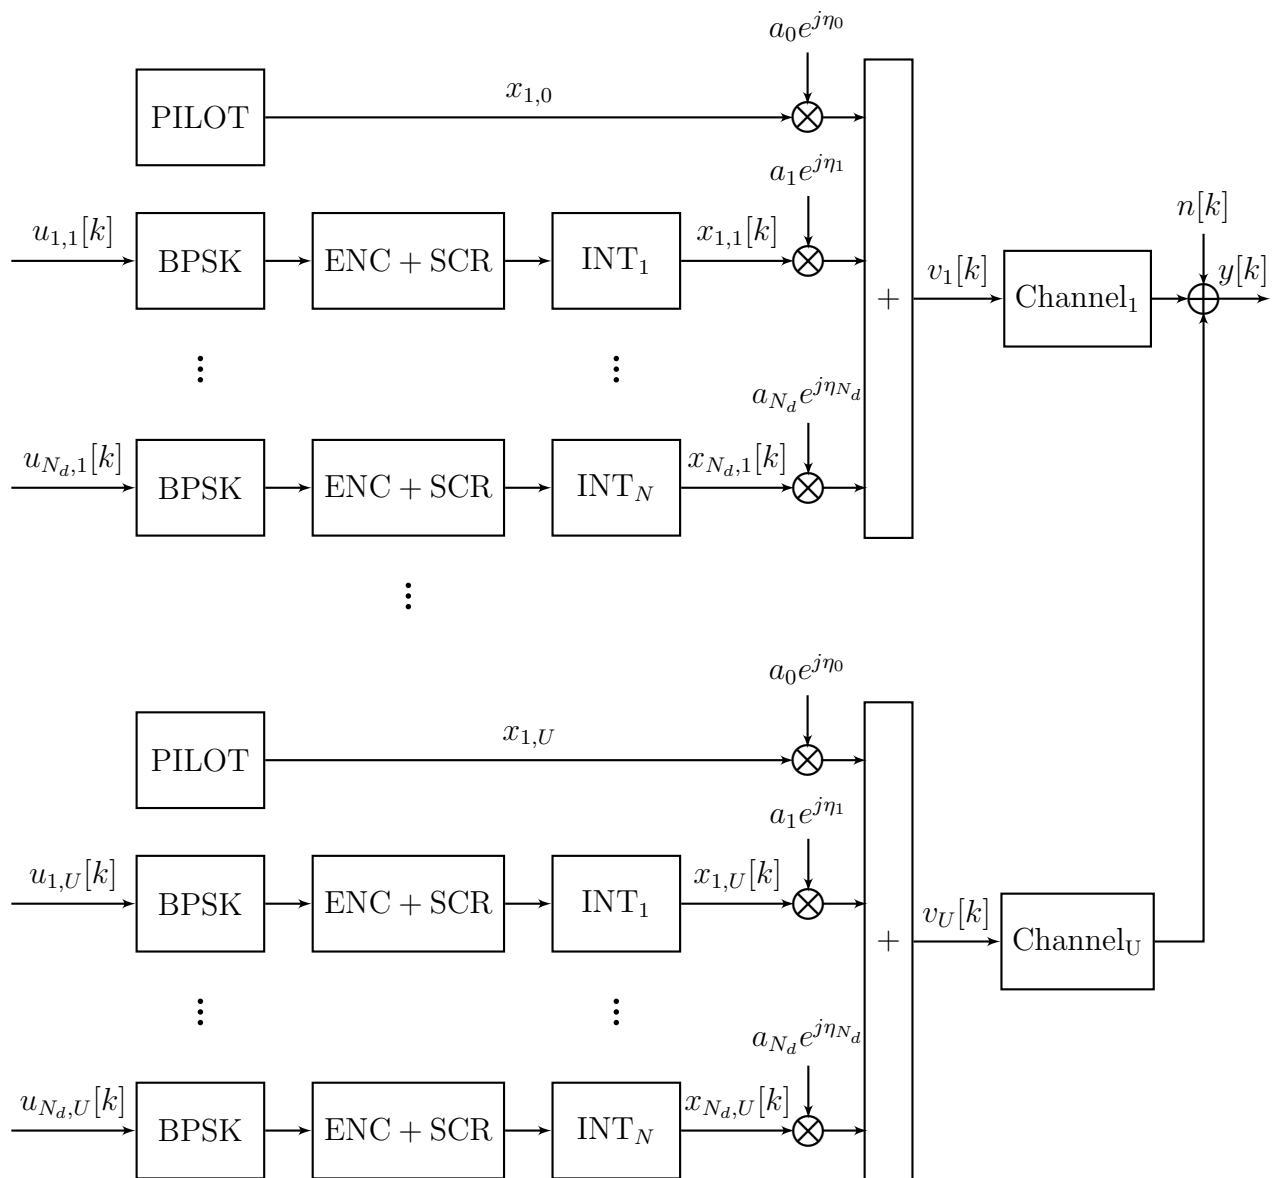 a_0e^{jη_0}
PILOT
x_{1,0}
a_1e^{jη_1}
u_{1,1}[k]
BPSK
ENC + SCR
INT_1
x_{1,1}[k]
n[k]
+
v_1[k]
Channel_1
y[k]
a_{N_d}e^{jη_{N_d}}
u_{N_d,1}[k]
BPSK
ENC + SCR
INT_N
x_{N_d,1}[k]
a_0e^{jη_0}
PILOT
x_{1,U}
a_1e^{jη_1}
u_{1,U}[k]
BPSK
ENC + SCR
INT_1
x_{1,U}[k]
+
v_U[k]
Channel_U
a_{N_d}e^{jη_{N_d}}
u_{N_d,U}[k]
BPSK
ENC + SCR
INT_N
x_{N_d,U}[k]